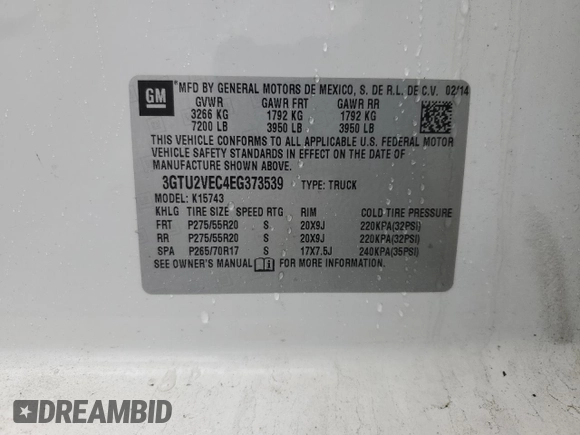 GM
*MFD BY GENERAL MOTORS DE MEXICO, S. DE R.L. DE C.V. 02/14
GVWR GAWR FRT GAWR RR
3266 KG 1792 KG 1792 KG
7200 LB 3950 LB 3950 LB
THIS VEHICLE CONFORMS TO ALL APPLICABLE U.S. FEDERAL MOTOR
VEHICLE SAFETY STANDARDS IN EFFECT ON THE DATE OF
MANUFACTURE SHOWN ABOVE.
3GTU2VEC4EG373539 TYPE: TRUCK
MODEL: K15743
KHLG TIRE SIZE SPEED RTG RIM COLD TIRE PRESSURE
FRT P275/55R20 S 20X9J 220KPA(32PSI)
RR P275/55R20 S 20X9J 220KPA(32PSI)
SPA P265/70R17 S 17X7.5J 240KPA(35PSI)
SEE OWNER'S MANUAL FOR MORE INFORMATION.
DREAMBID